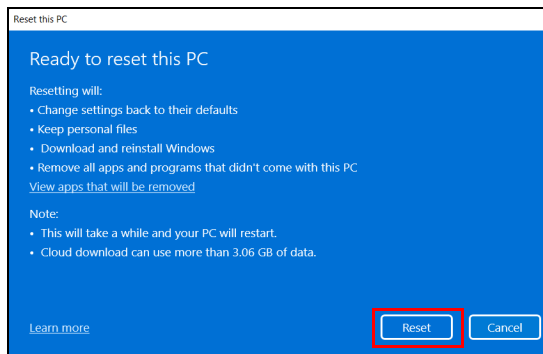 Reset this PC
Ready to reset this PC
Resetting will:
• Change settings back to their defaults
• Keep personal files
• Download and reinstall Windows
• Remove all apps and programs that didn't come with this PC
View apps that will be removed
Note:
• This will take a while and your PC will restart.
• Cloud download can use more than 3.06 GB of data.
Learn more
Reset
Cancel